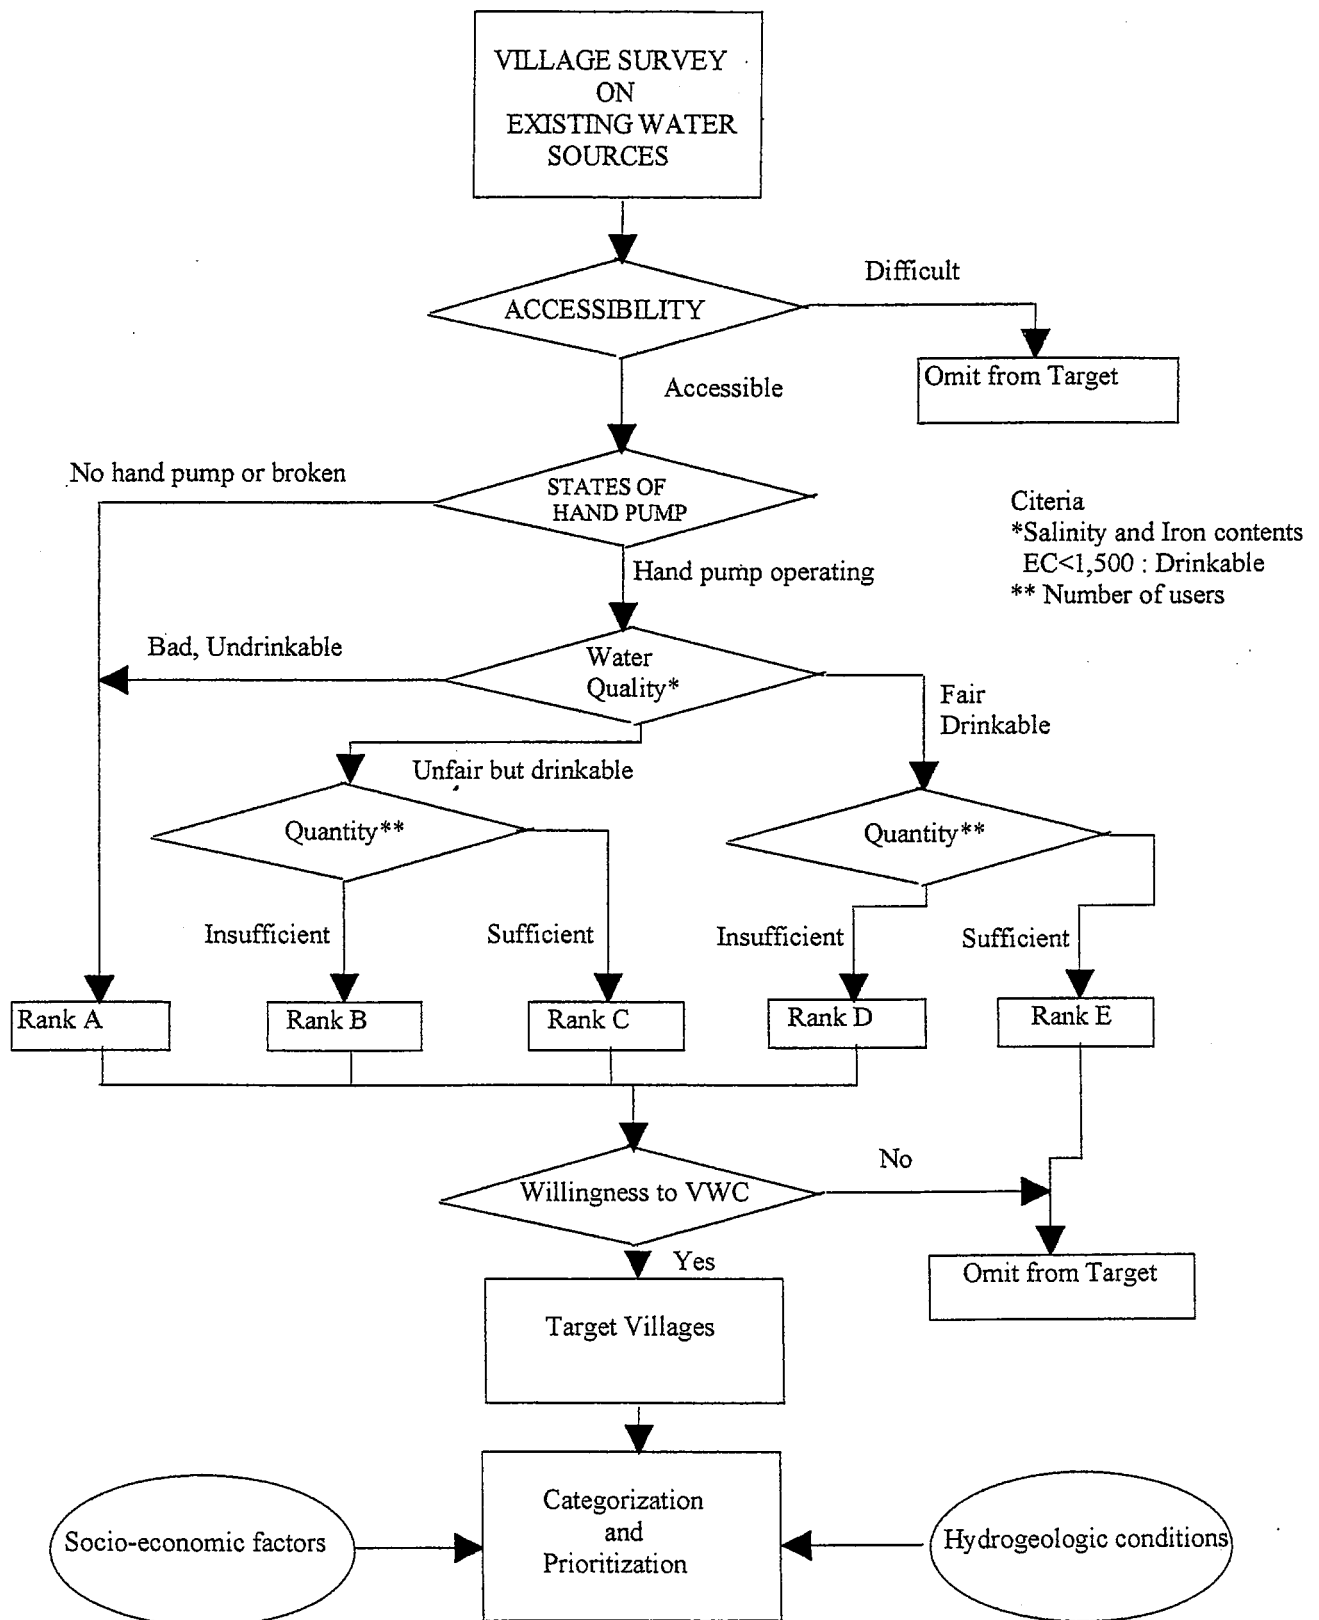 VILLAGE SURVEY
ON
EXISTING WATER
SOURCES
Difficult
ACCESSIBILITY
Omit from Target
Accessible
No hand pump or broken
STATES OF
HAND PUMP
Citeria
*Salinity and Iron contents
EC<1,500 : Drinkable
** Number of users
Hand pump operating
Bad, Undrinkable
Water
Quality*
Fair
Drinkable
Unfair but drinkable
Quantity**
Quantity**
Insufficient
Sufficient
Insufficient
Sufficient
Rank A
Rank B
Rank C
Rank D
Rank E
No
Willingness to VWC
Yes
Omit from Target
Target Villages
Categorization
and
Prioritization
Socio-economic factors
Hydrogeologic conditions